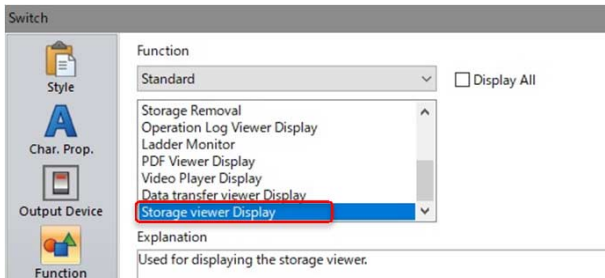 Switch
Function
Style
Standard
Display All
Char. Prop.
Storage Removal
Operation Log Viewer Display
Ladder Monitor
PDF Viewer Display
Video Player Display
Data transfer viewer Display
Storage viewer Display
Output Device
Explanation
Used for displaying the storage viewer.
Function